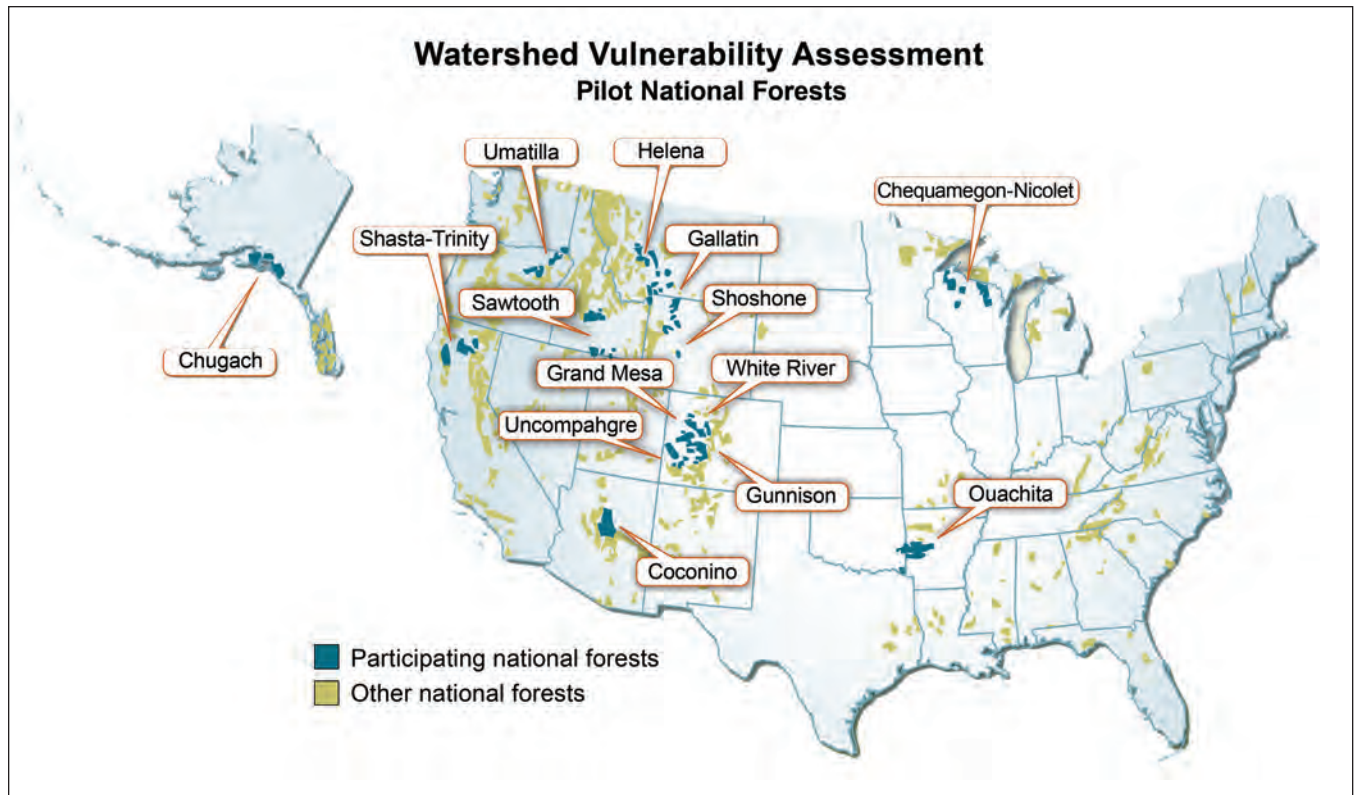 Watershed Vulnerability Assessment
Pilot National Forests
Umatilla
Helena
Chequamegon-Nicolet
Shasta-Trinity
Gallatin
Sawtooth
Shoshone
Chugach
Grand Mesa
White River
Uncompahgre
Gunnison
Ouachita
Coconino
Participating national forests
Other national forests